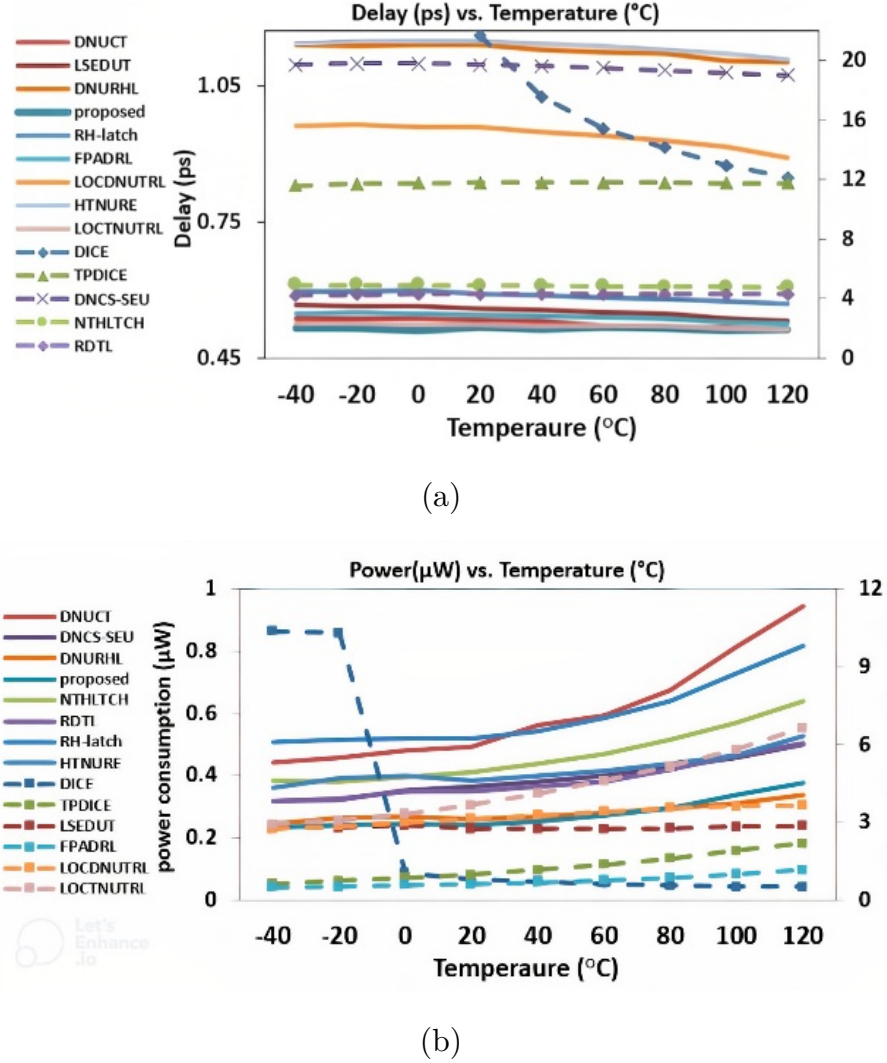 Delay (ps) vs. Temperature (°C)
DNUCT
LSEDUT
DNURHL
proposed
RH-latch
FPADRL
LOCDNUTRL
HTNURE
LOCTNUTRL
DICE
TPDICE
DNCS-SEU
NTHLTCH
RDTL
Delay (ps)
1.05
0.75
0.45
20
16
12
8
4
0
-40 -20 0 20 40 60 80 100 120
Temperaure (°C)
(a)
Power(μW) vs. Temperature (°C)
DNUCT
DNCS-SEU
DNURHL
proposed
NTHLTCH
RDTL
RH-latch
HTNURE
DICE
TPDICE
LSEDUT
FPADRL
LOCDNUTRL
LOCTNUTRL
power consumption (μW)
1
0.8
0.6
0.4
0.2
0
12
9
6
3
0
-40 -20 0 20 40 60 80 100 120
Temperaure (°C)
Let's
Enhance
.io
(b)